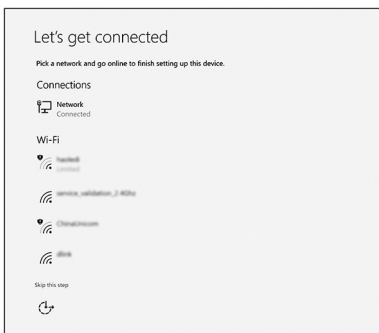 Let's get connected
Pick a network and go online to finish setting up this device.
Connections
Network
Connected
Wi-Fi
Limited
service_validation_2.4Ghz
ChinaUnicom
dlink
Skip this step